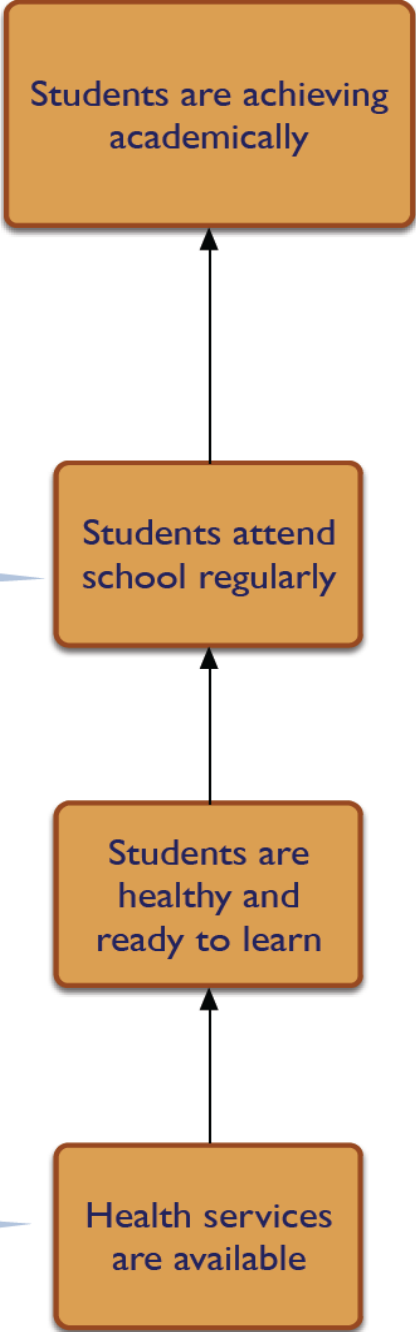 Students are achieving
academically
Students attend
school regularly
Students are
healthy and
ready to learn
Health services
are available